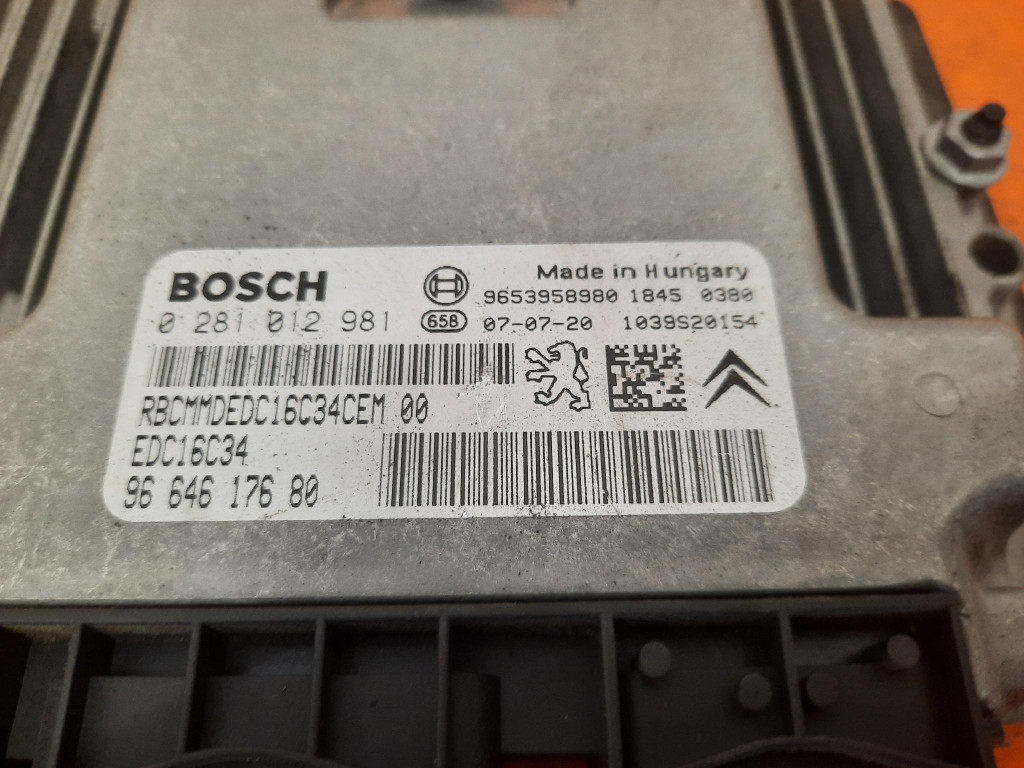 BOSCH
Made in Hungary
9653958980 1845 0380
0 281 012 981
65B 07-07-20 1039S20154
RBCMMDEDC16C34CEM 00
EDC16C34
96 646 176 80